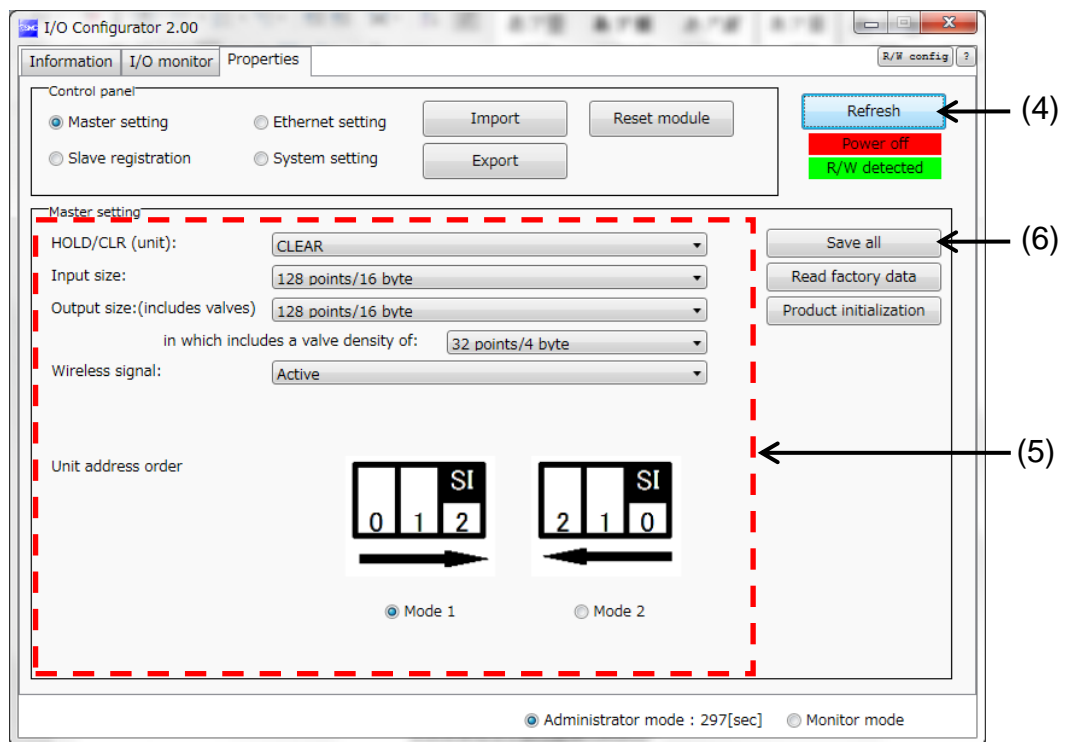 I/O Configurator 2.00
Information I/O monitor Properties R/W config ?
Control panel
Master setting Ethernet setting Import Reset module Refresh (4)
Power off
Slave registration System setting Export R/W detected
Master setting
HOLD/CLR (unit): CLEAR Save all (6)
Input size: 128 points/16 byte Read factory data
Output size:(includes valves) 128 points/16 byte Product initialization
in which includes a valve density of: 32 points/4 byte
Wireless signal: Active
(5)
Unit address order
SI SI
0 1 2 2 1 0
Mode 1 Mode 2
Administrator mode : 297[sec] Monitor mode